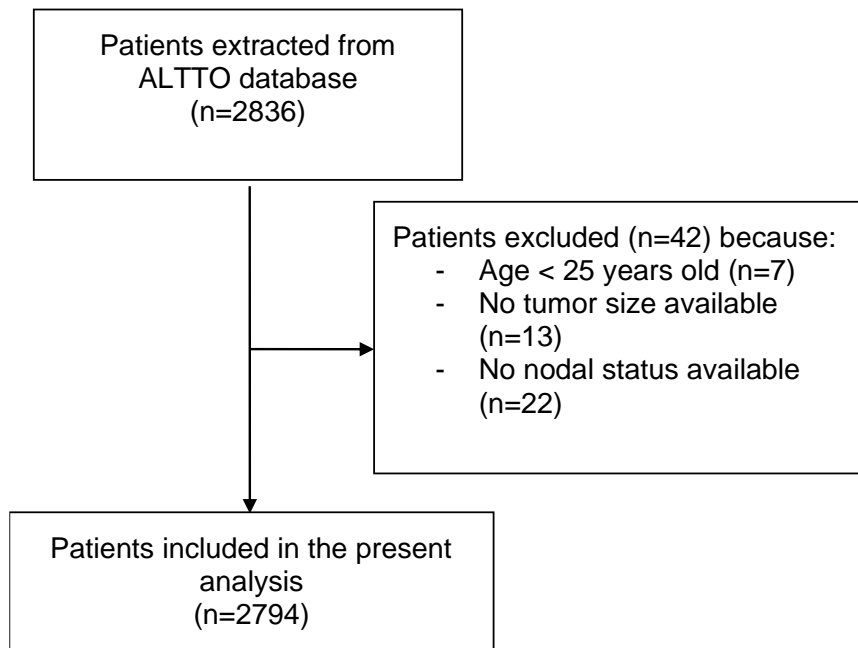 Patients extracted from
ALTTO database
(n=2836)
Patients excluded (n=42) because:
- Age < 25 years old (n=7)
- No tumor size available
(n=13)
- No nodal status available
(n=22)
Patients included in the present
analysis
(n=2794)